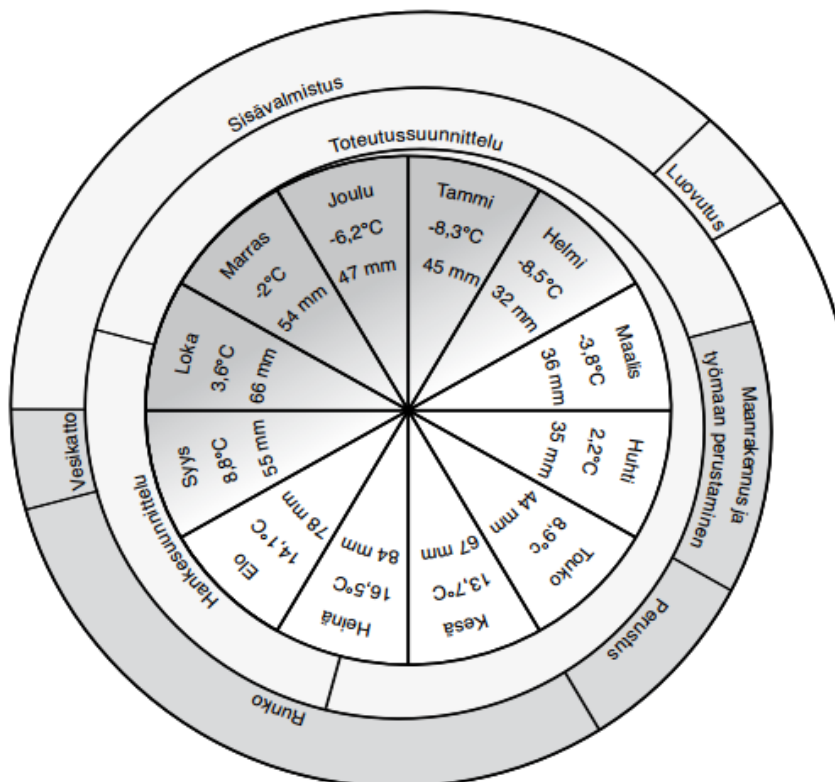 Sisävalmistus
Toteutussuunnittelu
Luovutus
Maanrakennus ja
työmaan perustaminen
Perustus
Runko
Vesikatto
Hankesuunnittelu
Tammi
-8,3°C
45 mm
Helmi
-8,5°C
32 mm
Maalis
-3,8°C
36 mm
Huhti
2,2°C
35 mm
Touko
8,9°C
44 mm
Kesä
13,7°C
67 mm
Heinä
16,5°C
84 mm
Elo
14,1°C
78 mm
Syys
8,8°C
55 mm
Loka
3,6°C
66 mm
Marras
-2°C
54 mm
Joulu
-6,2°C
47 mm